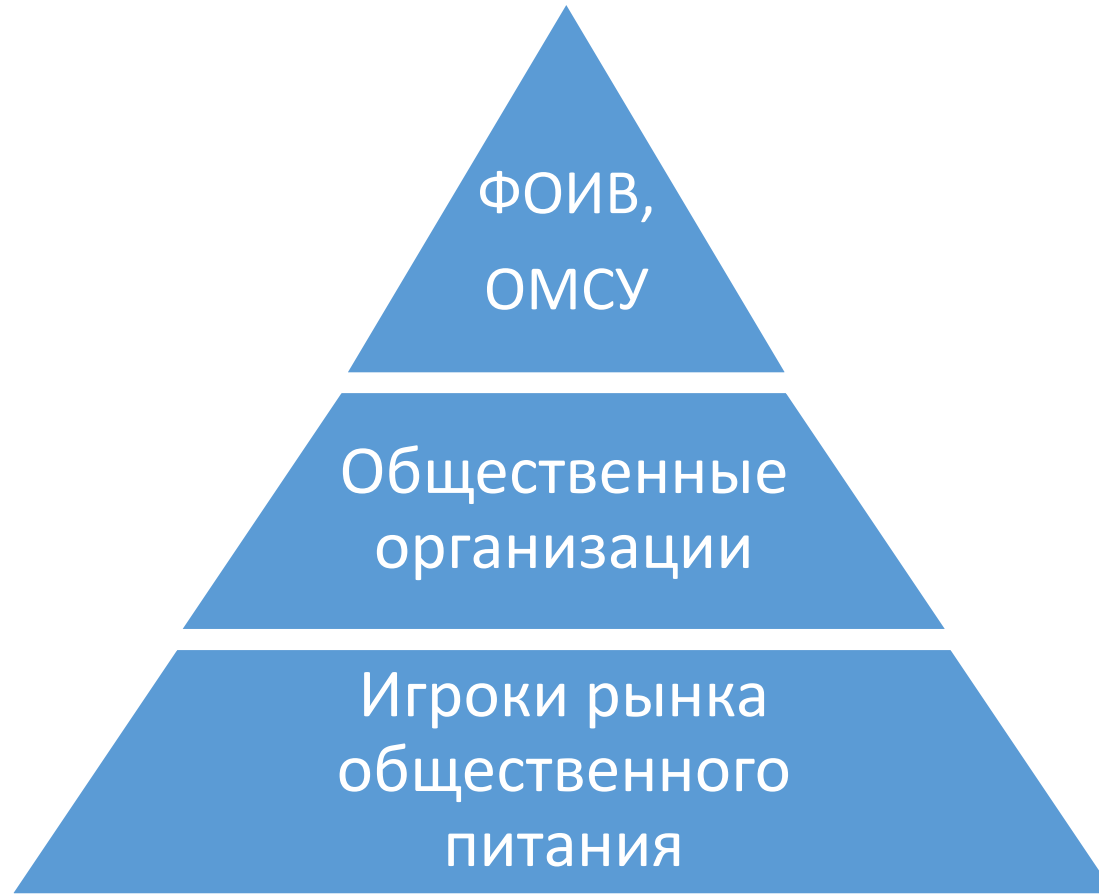 ФОИВ,
ОМСУ
Общественные
организации
Игроки рынка
общественного
питания